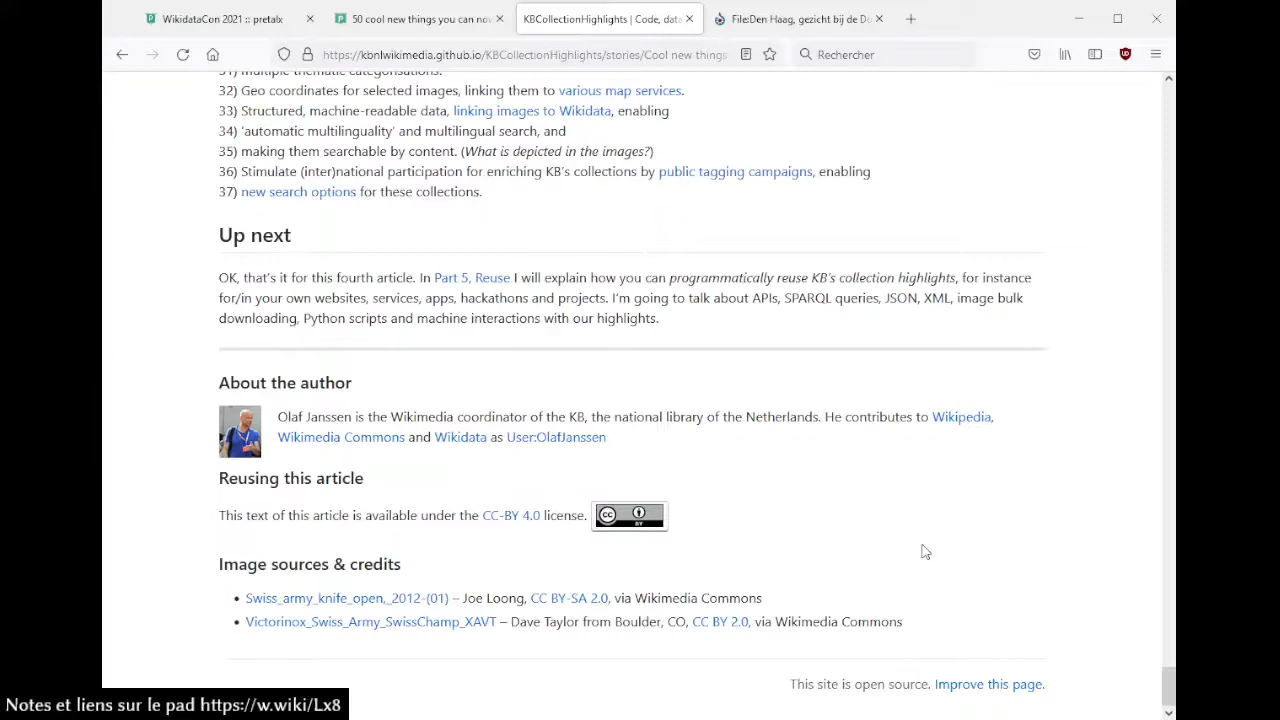 WikidataCon 2021 :: pretalx
50 cool new things you can nov
KBCollectionHighlights | Code, data
File:Den Haag, gezicht bij de Do
https://kbnlwikimedia.github.io/KBCollectionHighlights/stories/Cool new things
Rechercher
31) multiple thematic categorisations.
32) Geo coordinates for selected images, linking them to various map services.
33) Structured, machine-readable data, linking images to Wikidata, enabling
34) ‘automatic multilinguality’ and multilingual search, and
35) making them searchable by content. (What is depicted in the images?)
36) Stimulate (inter)national participation for enriching KB’s collections by public tagging campaigns, enabling
37) new search options for these collections.
Up next
OK, that’s it for this fourth article. In Part 5, Reuse I will explain how you can programmatically reuse KB’s collection highlights, for instance
for/in your own websites, services, apps, hackathons and projects. I’m going to talk about APIs, SPARQL queries, JSON, XML, image bulk
downloading, Python scripts and machine interactions with our highlights.
About the author
Olaf Janssen is the Wikimedia coordinator of the KB, the national library of the Netherlands. He contributes to Wikipedia,
Wikimedia Commons and Wikidata as User:OlafJanssen
Reusing this article
This text of this article is available under the CC-BY 4.0 license.
cc BY
Image sources & credits
• Swiss_army_knife_open,_2012-(01) – Joe Loong, CC BY-SA 2.0, via Wikimedia Commons
• Victorinox_Swiss_Army_SwissChamp_XAVT – Dave Taylor from Boulder, CO, CC BY 2.0, via Wikimedia Commons
This site is open source. Improve this page.
Notes et liens sur le pad https://w.wiki/Lx8